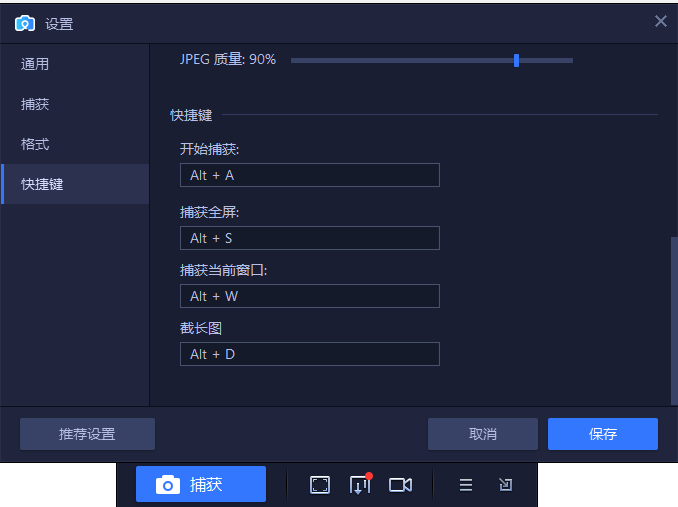 设置
通用
捕获
格式
快捷键
JPEG 质量: 90%
快捷键
开始捕获:
Alt + A
捕获全屏:
Alt + S
捕获当前窗口:
Alt + W
截长图
Alt + D
推荐设置
取消
保存
捕获